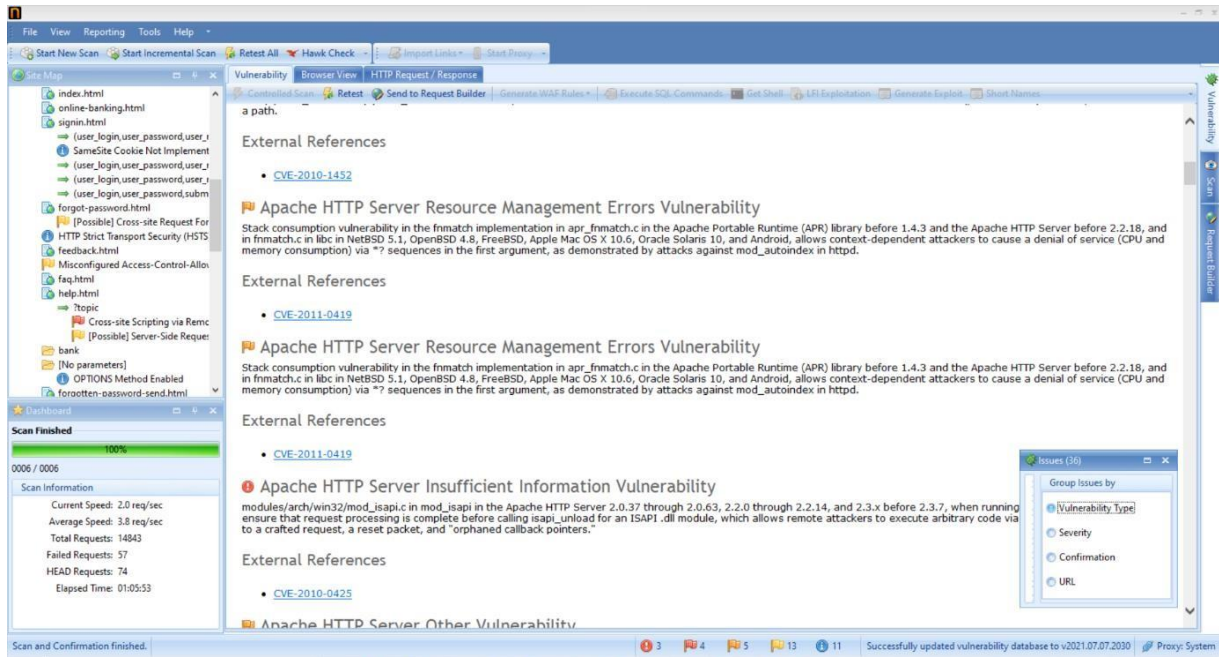 File View Reporting Tools Help
Start New Scan Start Incremental Scan Retest All Hawk Check Import Links Start Proxy
Site Map
index.html
online-banking.html
signin.html
(user_login,user_password,user_r
SameSite Cookie Not Implement
(user_login,user_password,user_r
(user_login,user_password,user_r
(user_login,user_password,subm
forgot-password.html
[Possible] Cross-site Request For
HTTP Strict Transport Security (HSTS
feedback.html
Misconfigured Access-Control-Allov
faq.html
help.html
?topic
Cross-site Scripting via Remc
[Possible] Server-Side Reques
bank
[No parameters]
OPTIONS Method Enabled
forgotten-password-send.html
Dashboard
Scan Finished
100%
0006 / 0006
Scan Information
Current Speed: 2.0 req/sec
Average Speed: 3.8 req/sec
Total Requests: 14843
Failed Requests: 57
HEAD Requests: 74
Elapsed Time: 01:05:53
Vulnerability Browser View HTTP Request / Response
Controlled Scan Retest Send to Request Builder Generate WAF Rules Execute SQL Commands Get Shell LFI Exploitation Generate Exploit Short Names
a path.
External References
CVE-2010-1452
Apache HTTP Server Resource Management Errors Vulnerability
Stack consumption vulnerability in the fnmatch implementation in apr_fnmatch.c in the Apache Portable Runtime (APR) library before 1.4.3 and the Apache HTTP Server before 2.2.18, and
in fnmatch.c in libc in NetBSD 5.1, OpenBSD 4.8, FreeBSD, Apple Mac OS X 10.6, Oracle Solaris 10, and Android, allows context-dependent attackers to cause a denial of service (CPU and
memory consumption) via *? sequences in the first argument, as demonstrated by attacks against mod_autoindex in httpd.
External References
CVE-2011-0419
Apache HTTP Server Resource Management Errors Vulnerability
Stack consumption vulnerability in the fnmatch implementation in apr_fnmatch.c in the Apache Portable Runtime (APR) library before 1.4.3 and the Apache HTTP Server before 2.2.18, and
in fnmatch.c in libc in NetBSD 5.1, OpenBSD 4.8, FreeBSD, Apple Mac OS X 10.6, Oracle Solaris 10, and Android, allows context-dependent attackers to cause a denial of service (CPU and
memory consumption) via *? sequences in the first argument, as demonstrated by attacks against mod_autoindex in httpd.
External References
CVE-2011-0419
Apache HTTP Server Insufficient Information Vulnerability
modules/arch/win32/mod_isapi.c in mod_isapi in the Apache HTTP Server 2.0.37 through 2.0.63, 2.2.0 through 2.2.14, and 2.3.x before 2.3.7, when running
ensure that request processing is complete before calling isapi_unload for an ISAPI .dll module, which allows remote attackers to execute arbitrary code via
to a crafted request, a reset packet, and "orphaned callback pointers."
External References
CVE-2010-0425
Apache HTTP Server Other Vulnerability
Issues (36)
Group Issues by
Vulnerability Type
Severity
Confirmation
URL
Vulnerability
Scan
Request Builder
Scan and Confirmation finished. 3 4 5 13 11 Successfully updated vulnerability database to v2021.07.07.2030 Proxy: System